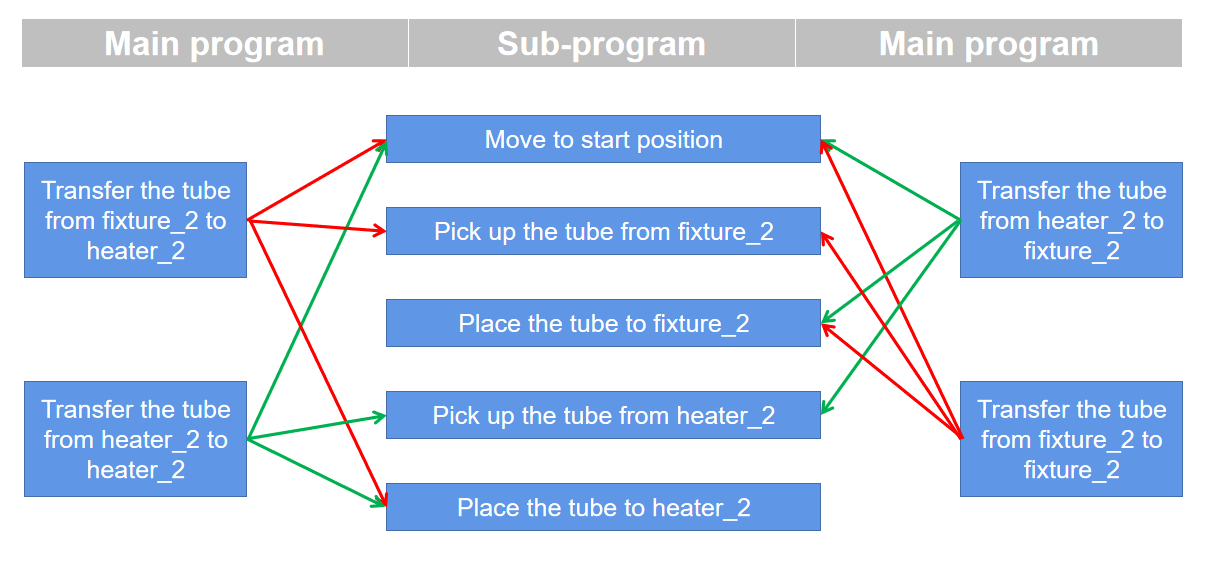 Main program
Sub-program
Main program
Move to start position
Transfer the tube
from fixture_2 to
heater_2
Transfer the tube
from heater_2 to
fixture_2
Pick up the tube from fixture_2
Place the tube to fixture_2
Pick up the tube from heater_2
Transfer the tube
from heater_2 to
heater_2
Transfer the tube
from fixture_2 to
fixture_2
Place the tube to heater_2